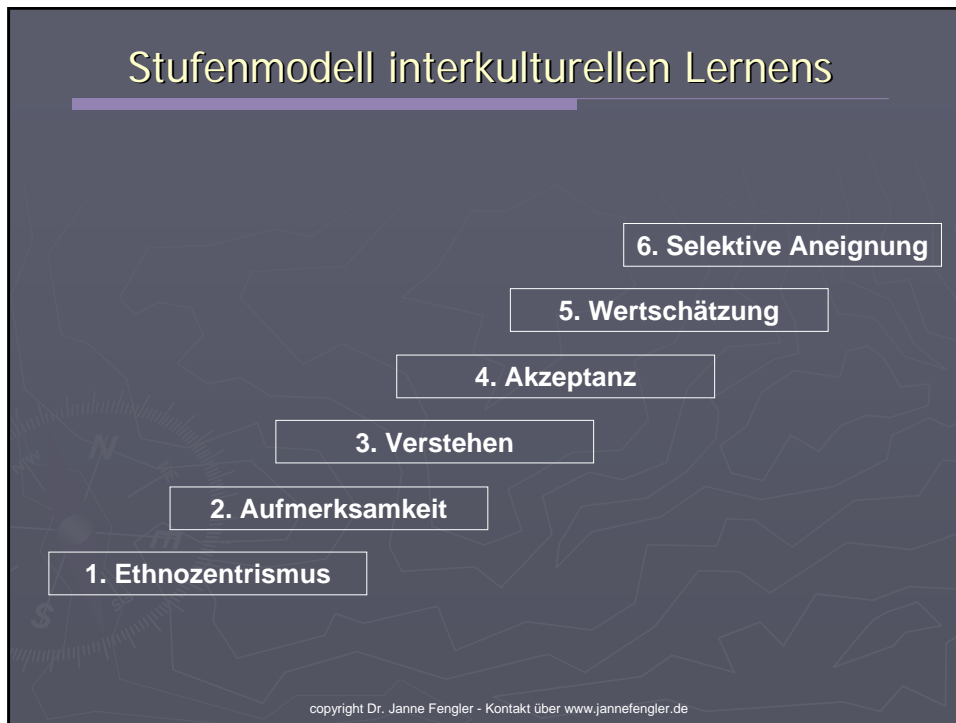 Stufenmodell interkulturellen Lernens
6. Selektive Aneignung
5. Wertschätzung
4. Akzeptanz
3. Verstehen
2. Aufmerksamkeit
1. Ethnozentrismus
N
NW
E
S
copyright Dr. Janne Fengler - Kontakt über www.jannefengler.de